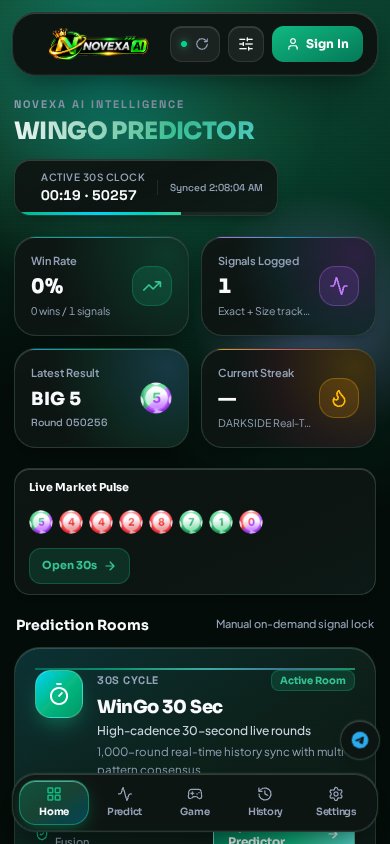 NOVEXA AI
Sign In
NOVEXA AI INTELLIGENCE
WINGO PREDICTOR
ACTIVE 30S CLOCK
00:19 · 50257
Synced 2:08:04 AM
Win Rate
0%
0 wins / 1 signals
Signals Logged
1
Exact + Size track...
Latest Result
BIG 5
Round 050256
5
Current Streak
—
DARKSIDE Real-T...
Live Market Pulse
5 4 4 2 8 7 1 0
Open 30s →
Prediction Rooms
Manual on-demand signal lock
30S CYCLE
Active Room
WinGo 30 Sec
High-cadence 30-second live rounds
1,000-round real-time history sync with multi-
pattern consensus
Home
Predict
Game
History
Settings
Fusion
Predictor